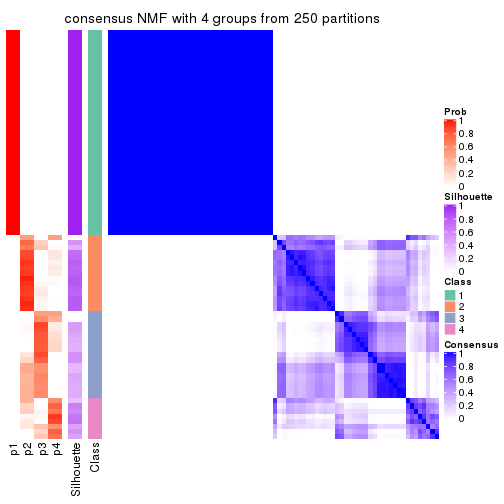 consensus NMF with 4 groups from 250 partitions
Prob
1
0.8
0.6
0.4
0.2
0
Silhouette
1
0.8
0.6
0.4
0.2
0
Class
1
2
3
4
Consensus
1
0.8
0.6
0.4
0.2
0
p1
p2
p3
p4
Silhouette
Class